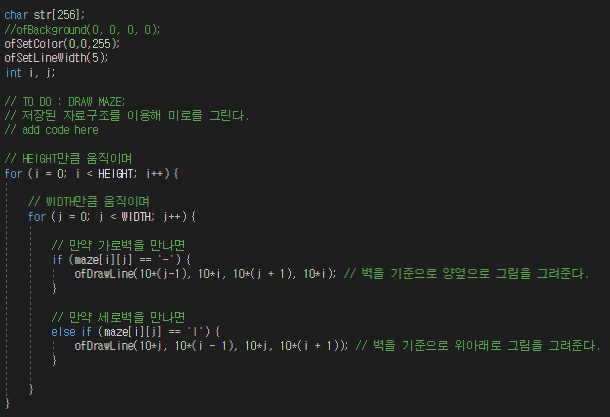 char str[256];
//ofBackground(0, 0, 0, 0);
ofSetColor(0,0,255);
ofSetLineWidth(5);
int i, j;
// TO DO : DRAW MAZE;
// 저장된 자료구조를 이용해 미로를 그린다.
// add code here
// HEIGHT만큼 움직이며
for (i = 0; i < HEIGHT; i++) {
// WIDTH만큼 움직이며
for (j = 0; j < WIDTH; j++) {
// 만약 가로벽을 만나면
if (maze[i][j] == '-') {
ofDrawLine(10*(j-1), 10*i, 10*(j + 1), 10*i); // 벽을 기준으로 양옆으로 그림을 그려준다.
}
// 만약 세로벽을 만나면
else if (maze[i][j] == '|') {
ofDrawLine(10*j, 10*(i - 1), 10*j, 10*(i + 1)); // 벽을 기준으로 위아래로 그림을 그려준다.
}
}
}